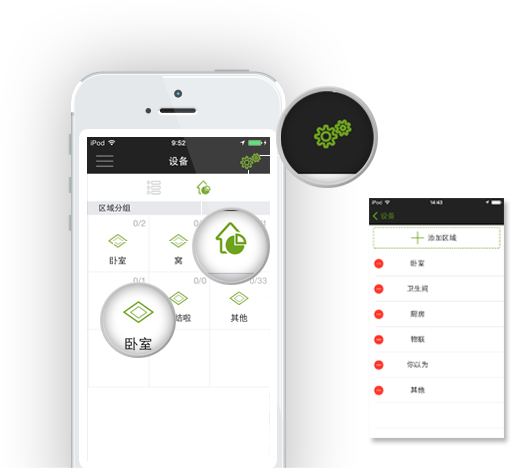 iPod 9:52
设备
区域分组
0/2
卧室
窝
0/1
0/0
0/33
其他
卧室
iPod 14:43
设备
添加区域
卧室
卫生间
厨房
物联
你以为
其他